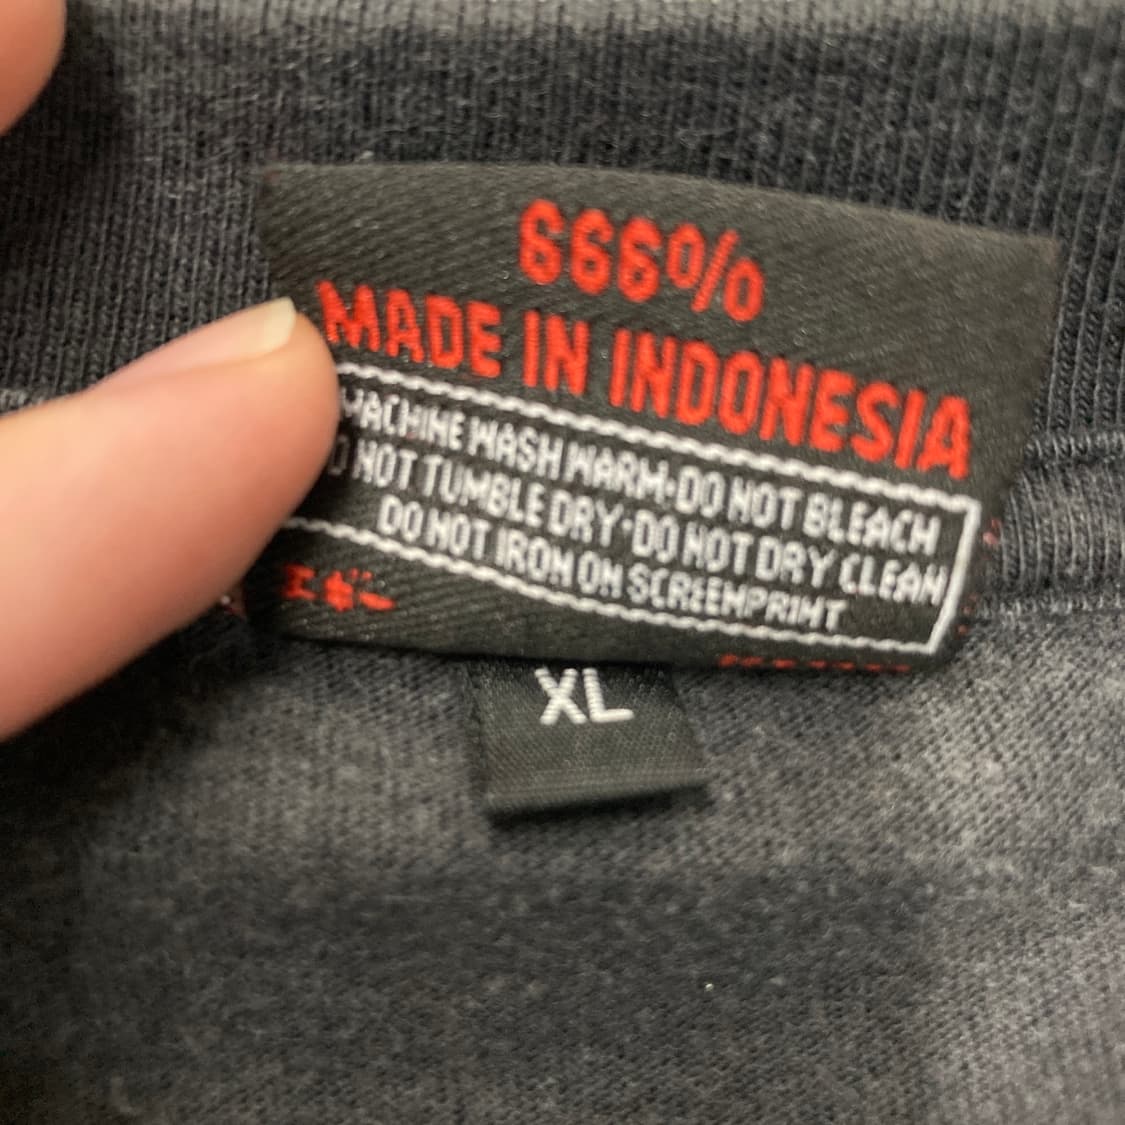 666%
MADE IN INDONESIA
MACHINE WASH WARM·DO NOT BLEACH
DO NOT TUMBLE DRY·DO NOT DRY CLEAN
DO NOT IRON ON SCREENPRINT
XL